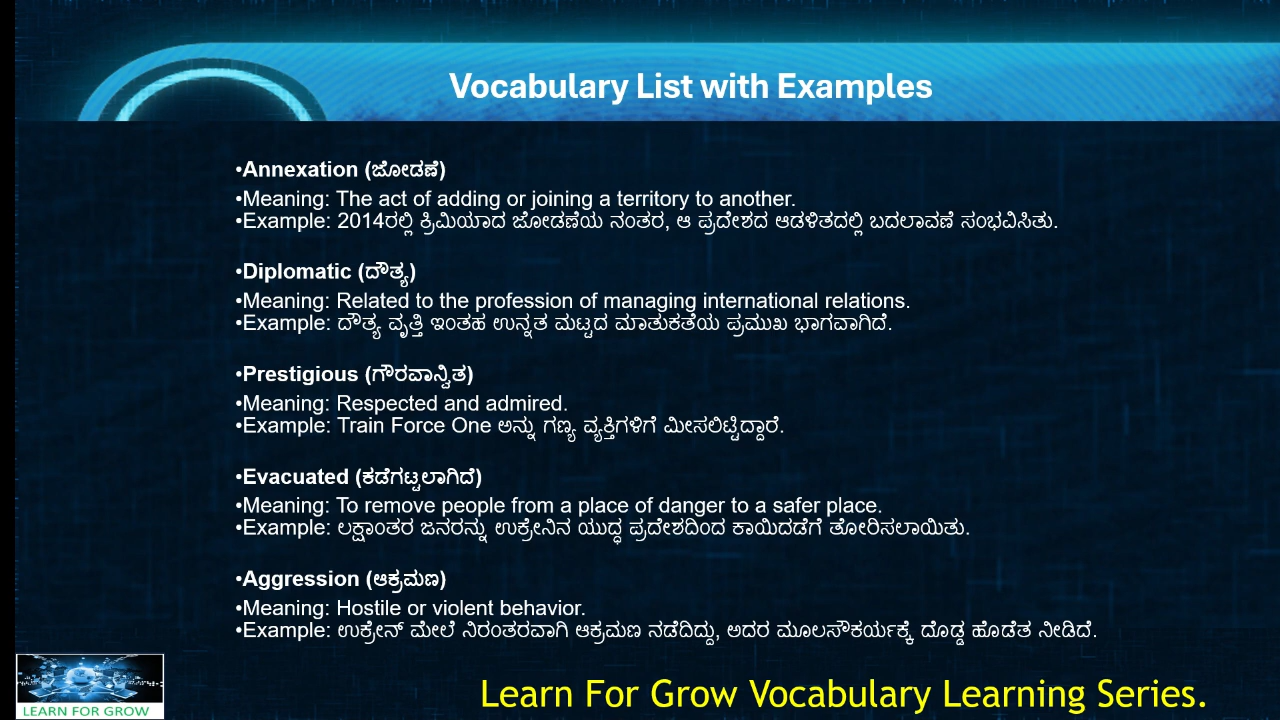 Vocabulary List with Examples
•Annexation (ಜೋಡಣೆ)
•Meaning: The act of adding or joining a territory to another.
•Example: 2014ರಲ್ಲಿ ಕ್ರಿಮಿಯಾದ ಜೋಡಣೆಯ ನಂತರ, ಆ ಪ್ರದೇಶದ ಆಡಳಿತದಲ್ಲಿ ಬದಲಾವಣೆ ಸಂಭವಿಸಿತು.
•Diplomatic (ದೌತ್ಯ)
•Meaning: Related to the profession of managing international relations.
•Example: ದೌತ್ಯ ವೃತ್ತಿ ಇಂತಹ ಉನ್ನತ ಮಟ್ಟದ ಮಾತುಕತೆಯ ಪ್ರಮುಖ ಭಾಗವಾಗಿದೆ.
•Prestigious (ಗೌರವಾನ್ವಿತ)
•Meaning: Respected and admired.
•Example: Train Force One ಅನ್ನು ಗಣ್ಯ ವ್ಯಕ್ತಿಗಳಿಗೆ ಮೀಸಲಿಟ್ಟಿದ್ದಾರೆ.
•Evacuated (ಕಡೆಗಟ್ಟಲಾಗಿದೆ)
•Meaning: To remove people from a place of danger to a safer place.
•Example: ಲಕ್ಷಾಂತರ ಜನರನ್ನು ಉಕ್ರೇನಿನ ಯುದ್ಧ ಪ್ರದೇಶದಿಂದ ಕಾಯಿದಡೆಗೆ ತೋರಿಸಲಾಯಿತು.
•Aggression (ಆಕ್ರಮಣ)
•Meaning: Hostile or violent behavior.
•Example: ಉಕ್ರೇನ್ ಮೇಲೆ ನಿರಂತರವಾಗಿ ಆಕ್ರಮಣ ನಡೆದಿದ್ದು, ಅದರ ಮೂಲಸೌಕರ್ಯಕ್ಕೆ ದೊಡ್ಡ ಹೊಡೆತ ನೀಡಿದೆ.
LEARN FOR GROW
Learn For Grow Vocabulary Learning Series.